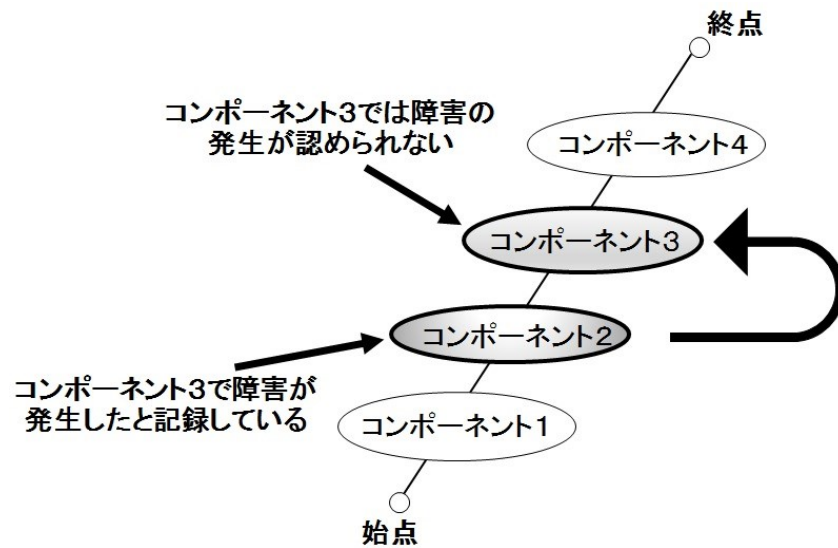 終点
コンポーネント3では障害の
発生が認められない
コンポーネント4
コンポーネント3
コンポーネント2
コンポーネント3で障害が
発生したと記録している
コンポーネント1
始点